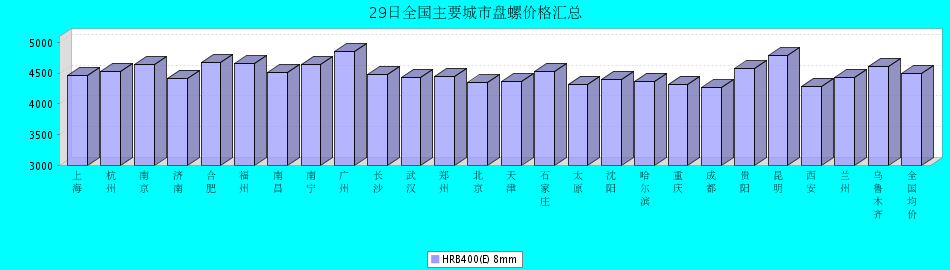 29日全国主要城市盘螺价格汇总
5000
4500
4000
3500
3000
上海
杭州
南京
济南
合肥
福州
南昌
南宁
广州
长沙
武汉
郑州
北京
天津
石家庄
太原
沈阳
哈尔滨
重庆
成都
贵阳
昆明
西安
兰州
乌鲁木齐
全国均价
HRB400(E) 8mm